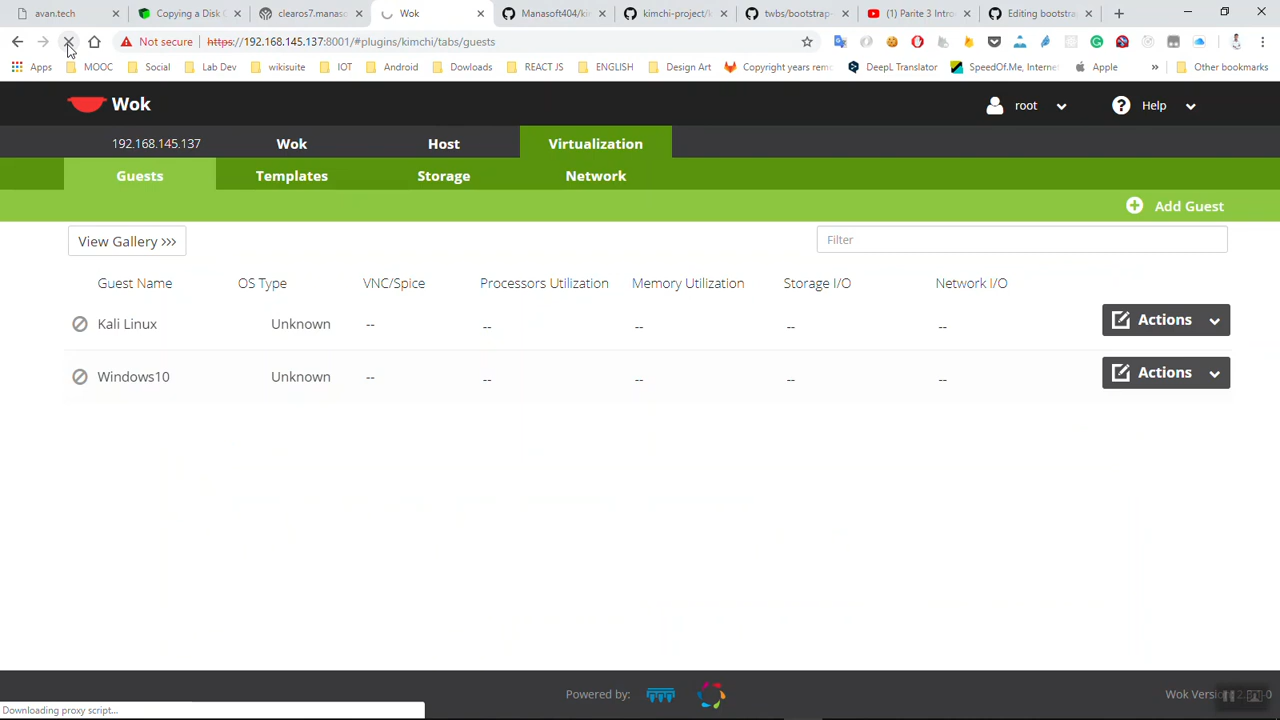 avan.tech
Copying a Disk
clearos7.manaso
Wok
Manasoft404/ki
kimchi-project/k
twbs/bootstrap-
(1) Parite 3 Intro
Editing bootstra
Not secure
https://192.168.145.137:8001/#plugins/kimchi/tabs/guests
Apps
MOOC
Social
Lab Dev
wikisuite
IOT
Android
Dowloads
REACT JS
ENGLISH
Design Art
Copyright years rem
DeepL Translator
SpeedOf.Me, Internet
Apple
»
Other bookmarks
Wok
root
Help
192.168.145.137
Wok
Host
Virtualization
Guests
Templates
Storage
Network
Add Guest
View Gallery >>>
Filter
Guest Name OS Type VNC/Spice Processors Utilization Memory Utilization Storage I/O Network I/O
Kali Linux Unknown -- -- -- -- -- Actions
Windows10 Unknown -- -- -- -- -- Actions
Powered by:
Wok Version
Downloading proxy script...